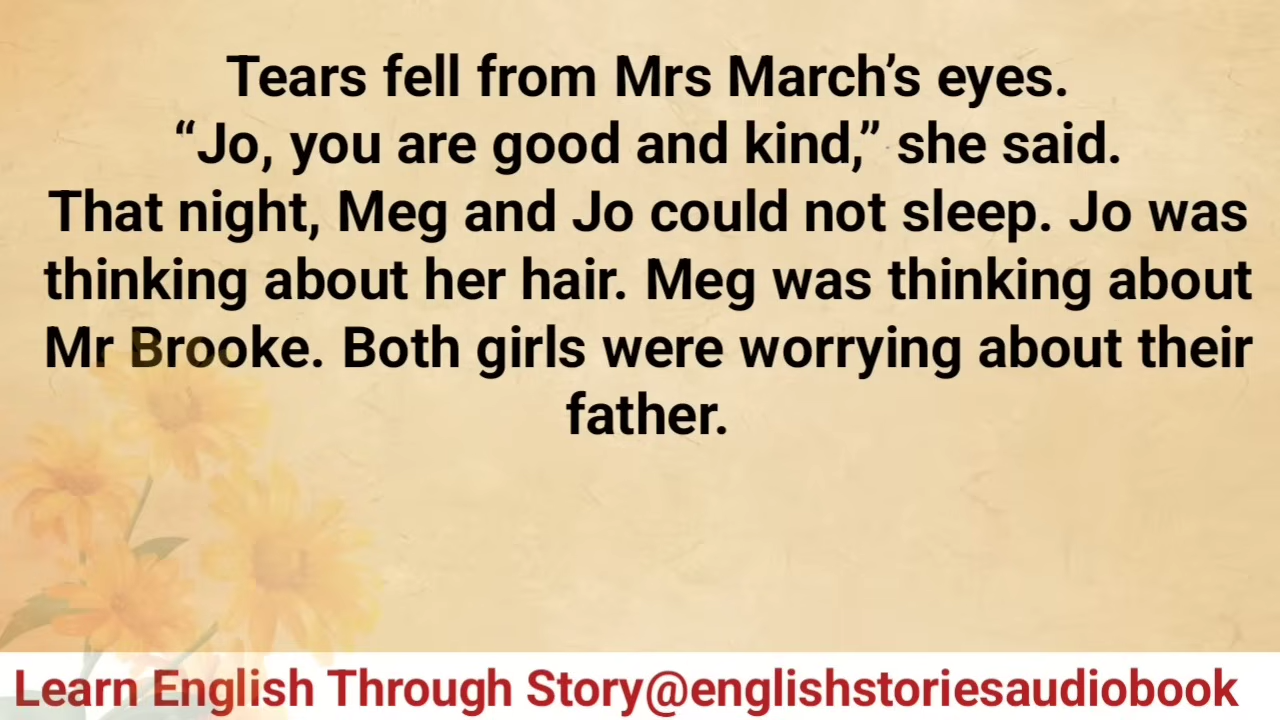 Tears fell from Mrs March’s eyes.
“Jo, you are good and kind,” she said.
That night, Meg and Jo could not sleep. Jo was
thinking about her hair. Meg was thinking about
Mr Brooke. Both girls were worrying about their
father.
Learn English Through Story@englishstoriesaudiobook